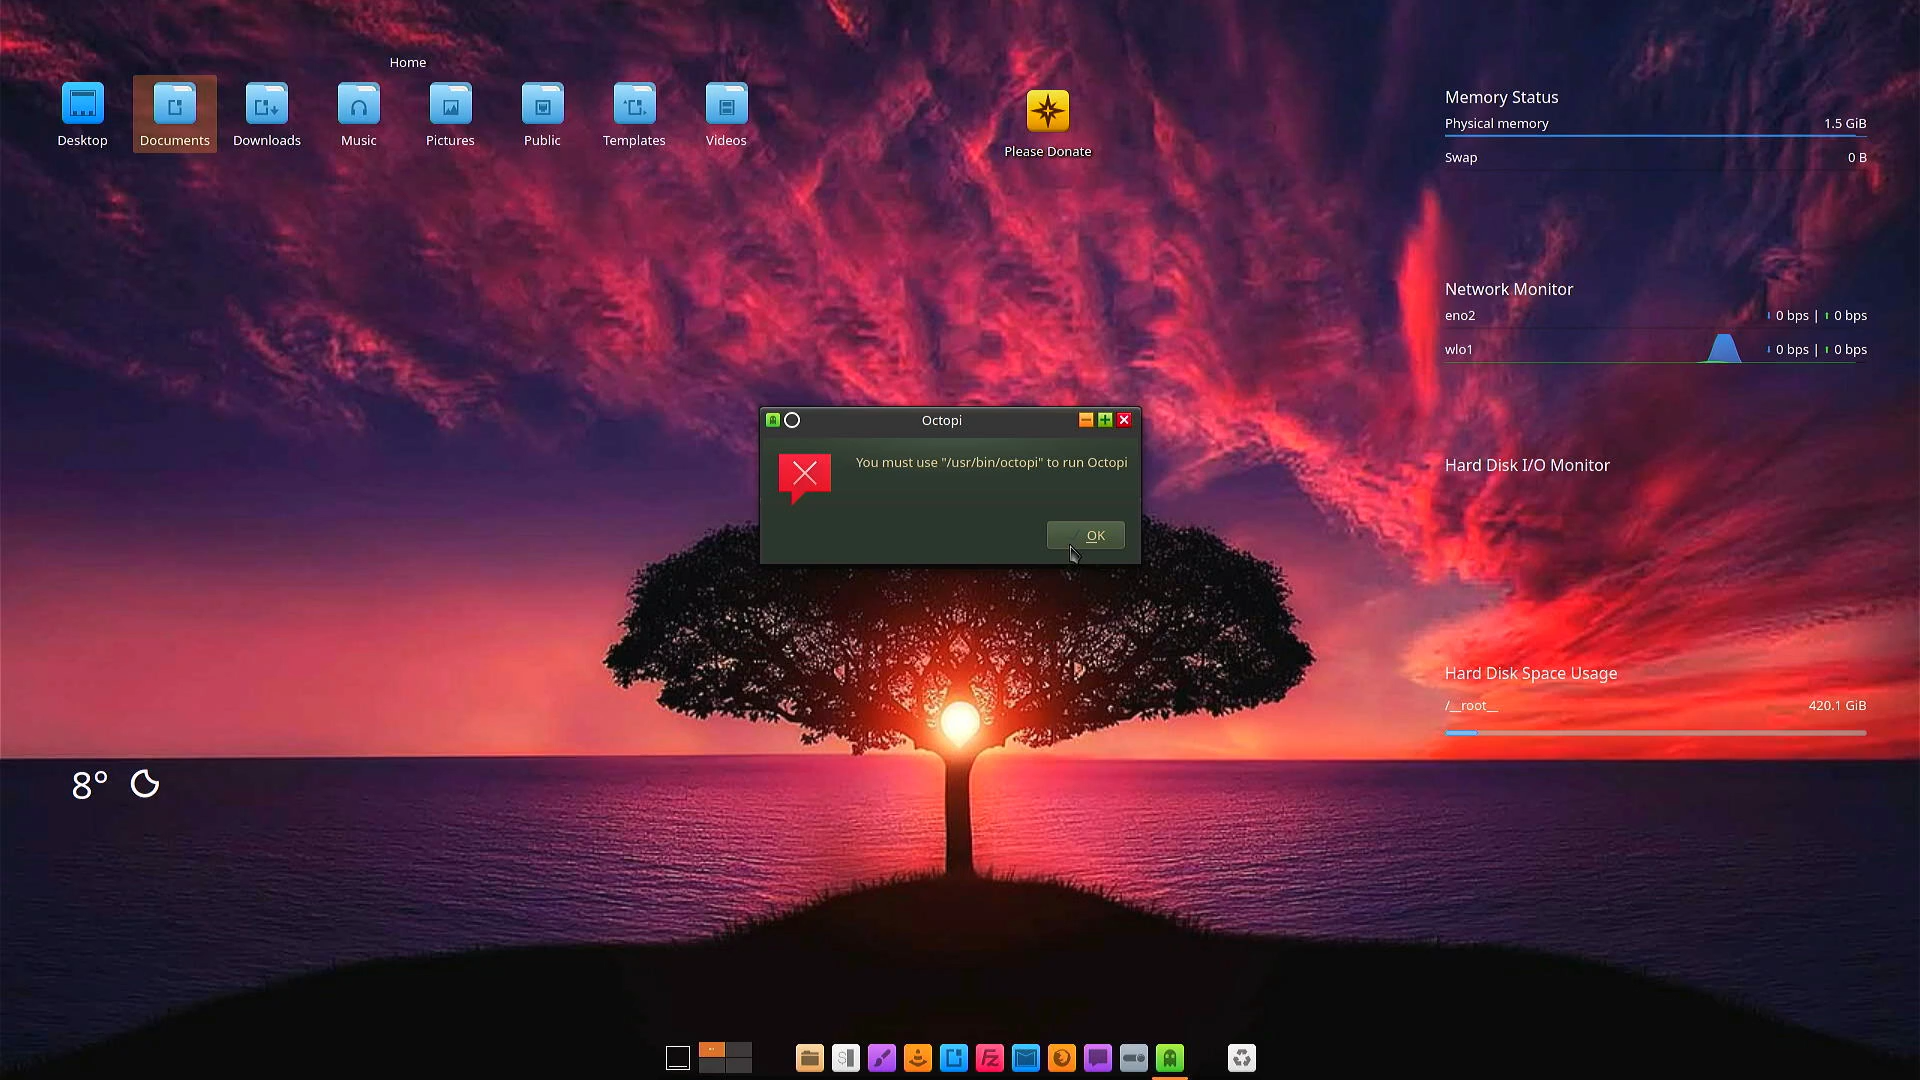 Home
Desktop
Documents
Downloads
Music
Pictures
Public
Templates
Videos
Please Donate
Memory Status
Physical memory 1.5 GiB
Swap 0 B
Network Monitor
eno2 0 bps | 0 bps
wlo1 0 bps | 0 bps
Octopi
You must use "/usr/bin/octopi" to run Octopi
OK
Hard Disk I/O Monitor
Hard Disk Space Usage
/__root__ 420.1 GiB
8°
$
Fz